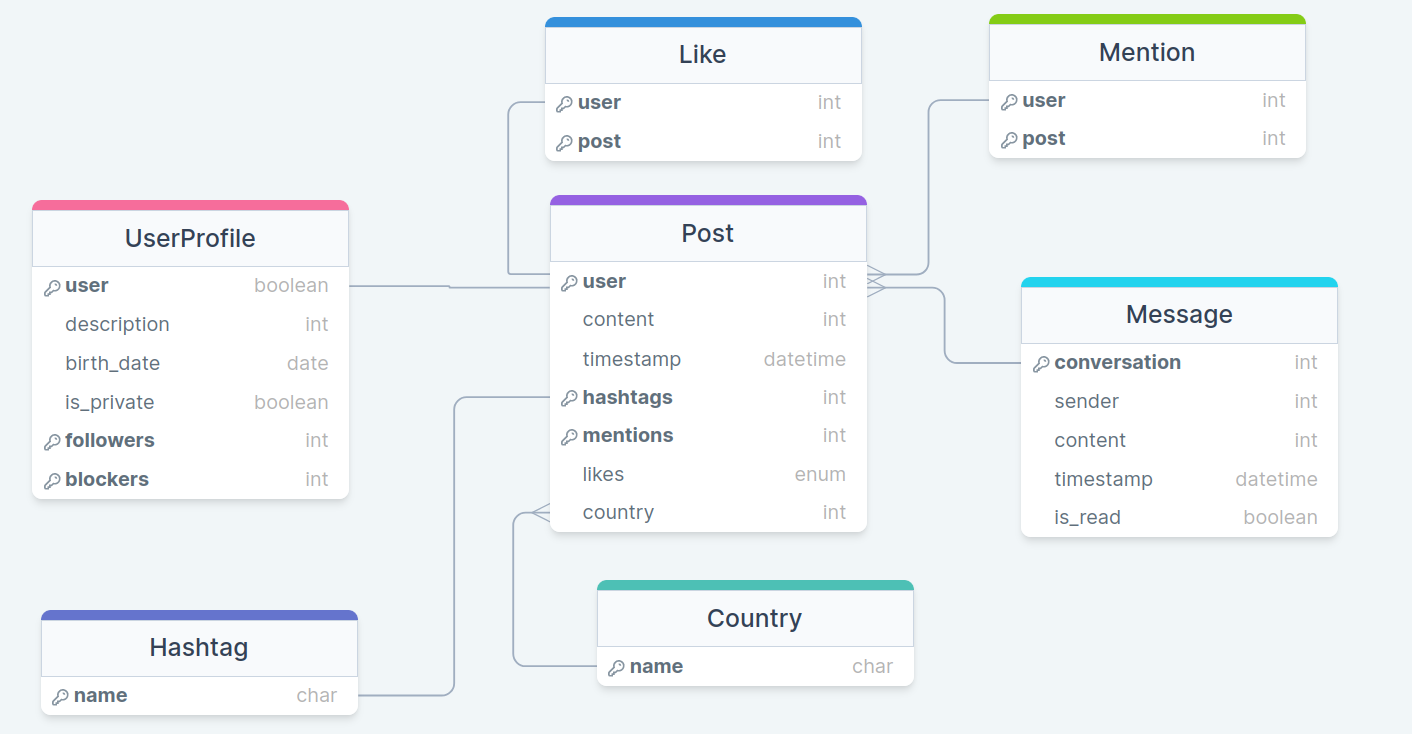 Like
user int
post int
Mention
user int
post int
UserProfile
user boolean
description int
birth_date date
is_private boolean
followers int
blockers int
Post
user int
content int
timestamp datetime
hashtags int
mentions int
likes enum
country int
Message
conversation int
sender int
content int
timestamp datetime
is_read boolean
Hashtag
name char
Country
name char